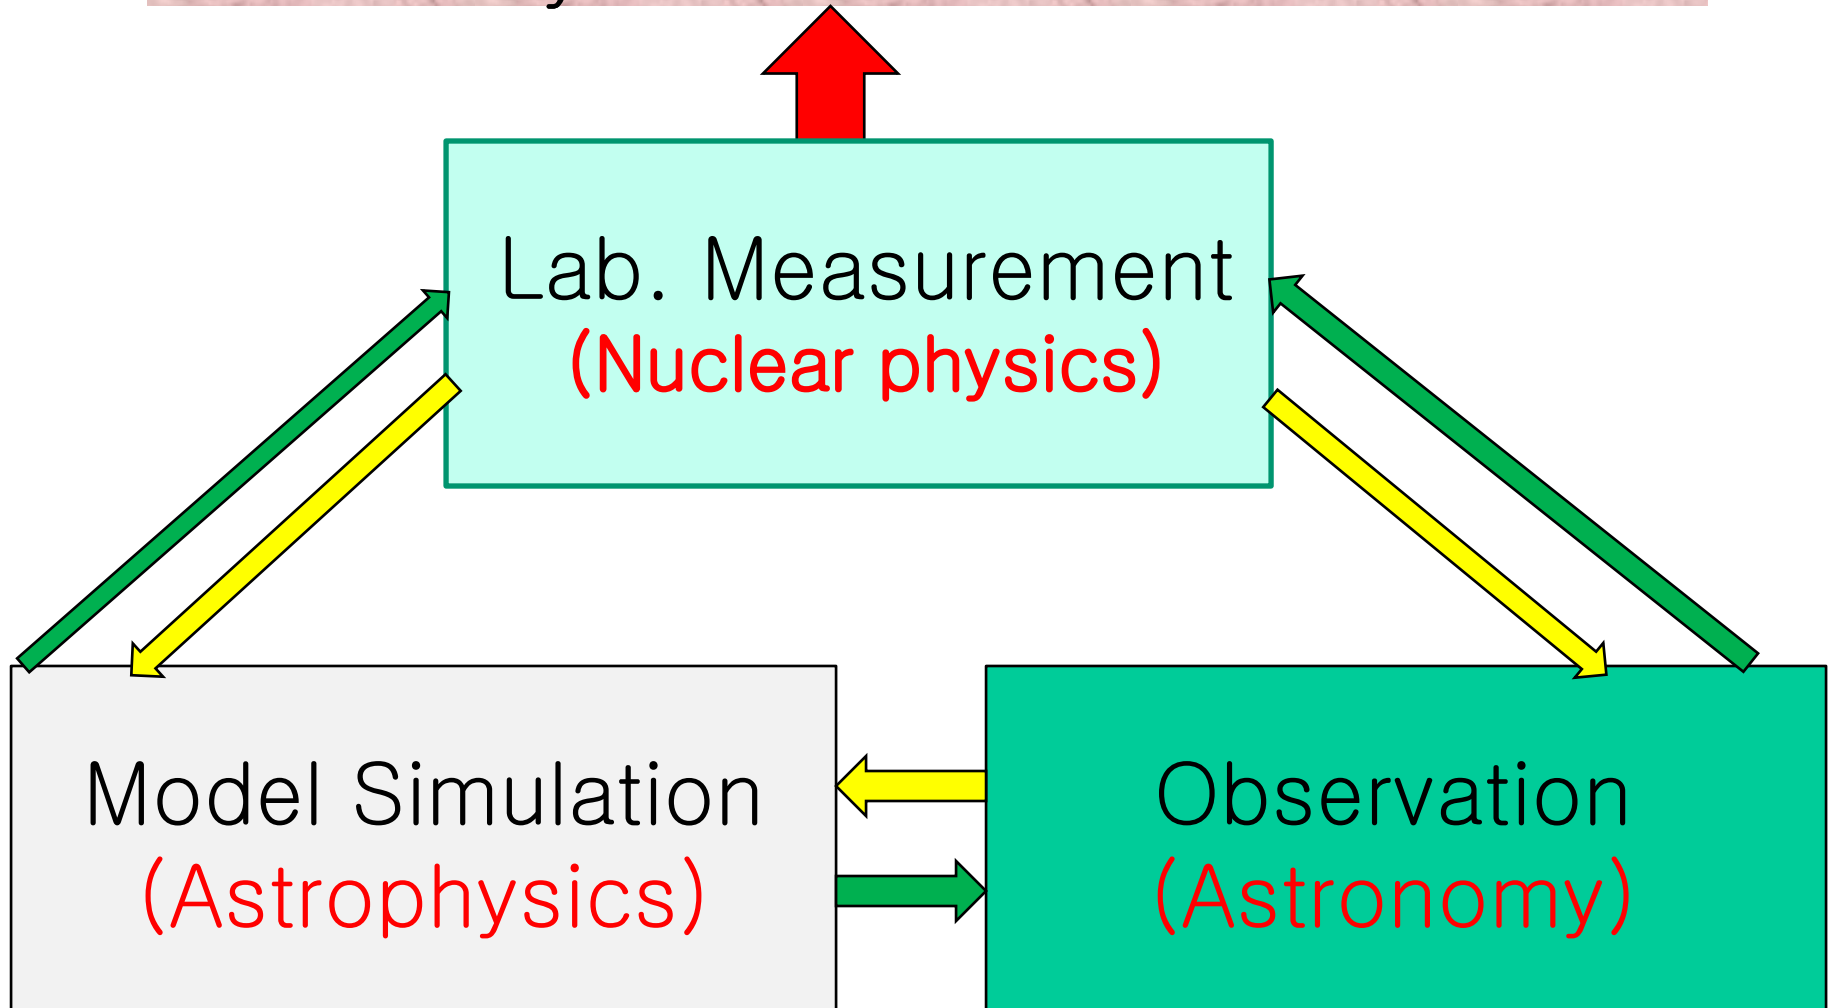 Lab. Measurement
(Nuclear physics)
Model Simulation
(Astrophysics)
Observation
(Astronomy)